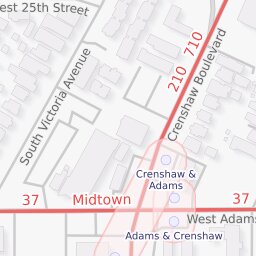 est 25th Street
South Victoria Avenue
210 710
Crenshaw Boulevard
Crenshaw &
Adams
37
Midtown
37
West Adams
Adams & Crenshaw